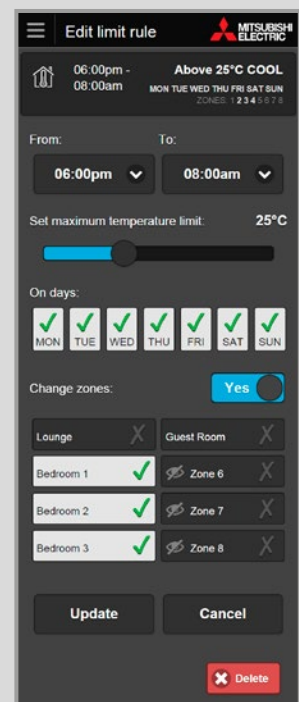 Edit limit rule
MITSUBISHI
ELECTRIC
06:00pm -
08:00am
Above 25°C COOL
MON TUE WED THU FRI SAT SUN
ZONES: 1 2 3 4 5 6 7 8
From:
To:
06:00pm
08:00am
Set maximum temperature limit:
25°C
On days:
MON
TUE
WED
THU
FRI
SAT
SUN
Change zones:
Yes
Lounge
Guest Room
Bedroom 1
Zone 6
Bedroom 2
Zone 7
Bedroom 3
Zone 8
Update
Cancel
Delete